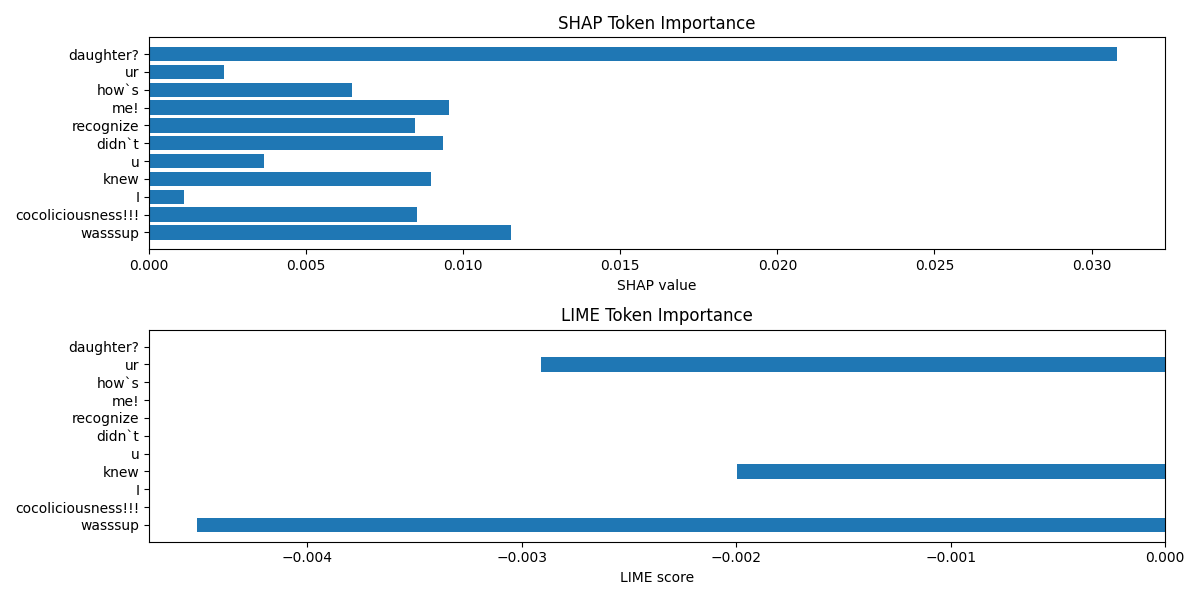 SHAP Token Importance
daughter?
ur
how`s
me!
recognize
didn`t
u
knew
I
cocoliciousness!!!
wasssup
0.000 0.005 0.010 0.015 0.020 0.025 0.030
SHAP value
LIME Token Importance
daughter?
ur
how`s
me!
recognize
didn`t
u
knew
I
cocoliciousness!!!
wasssup
−0.004 −0.003 −0.002 −0.001 0.000
LIME score